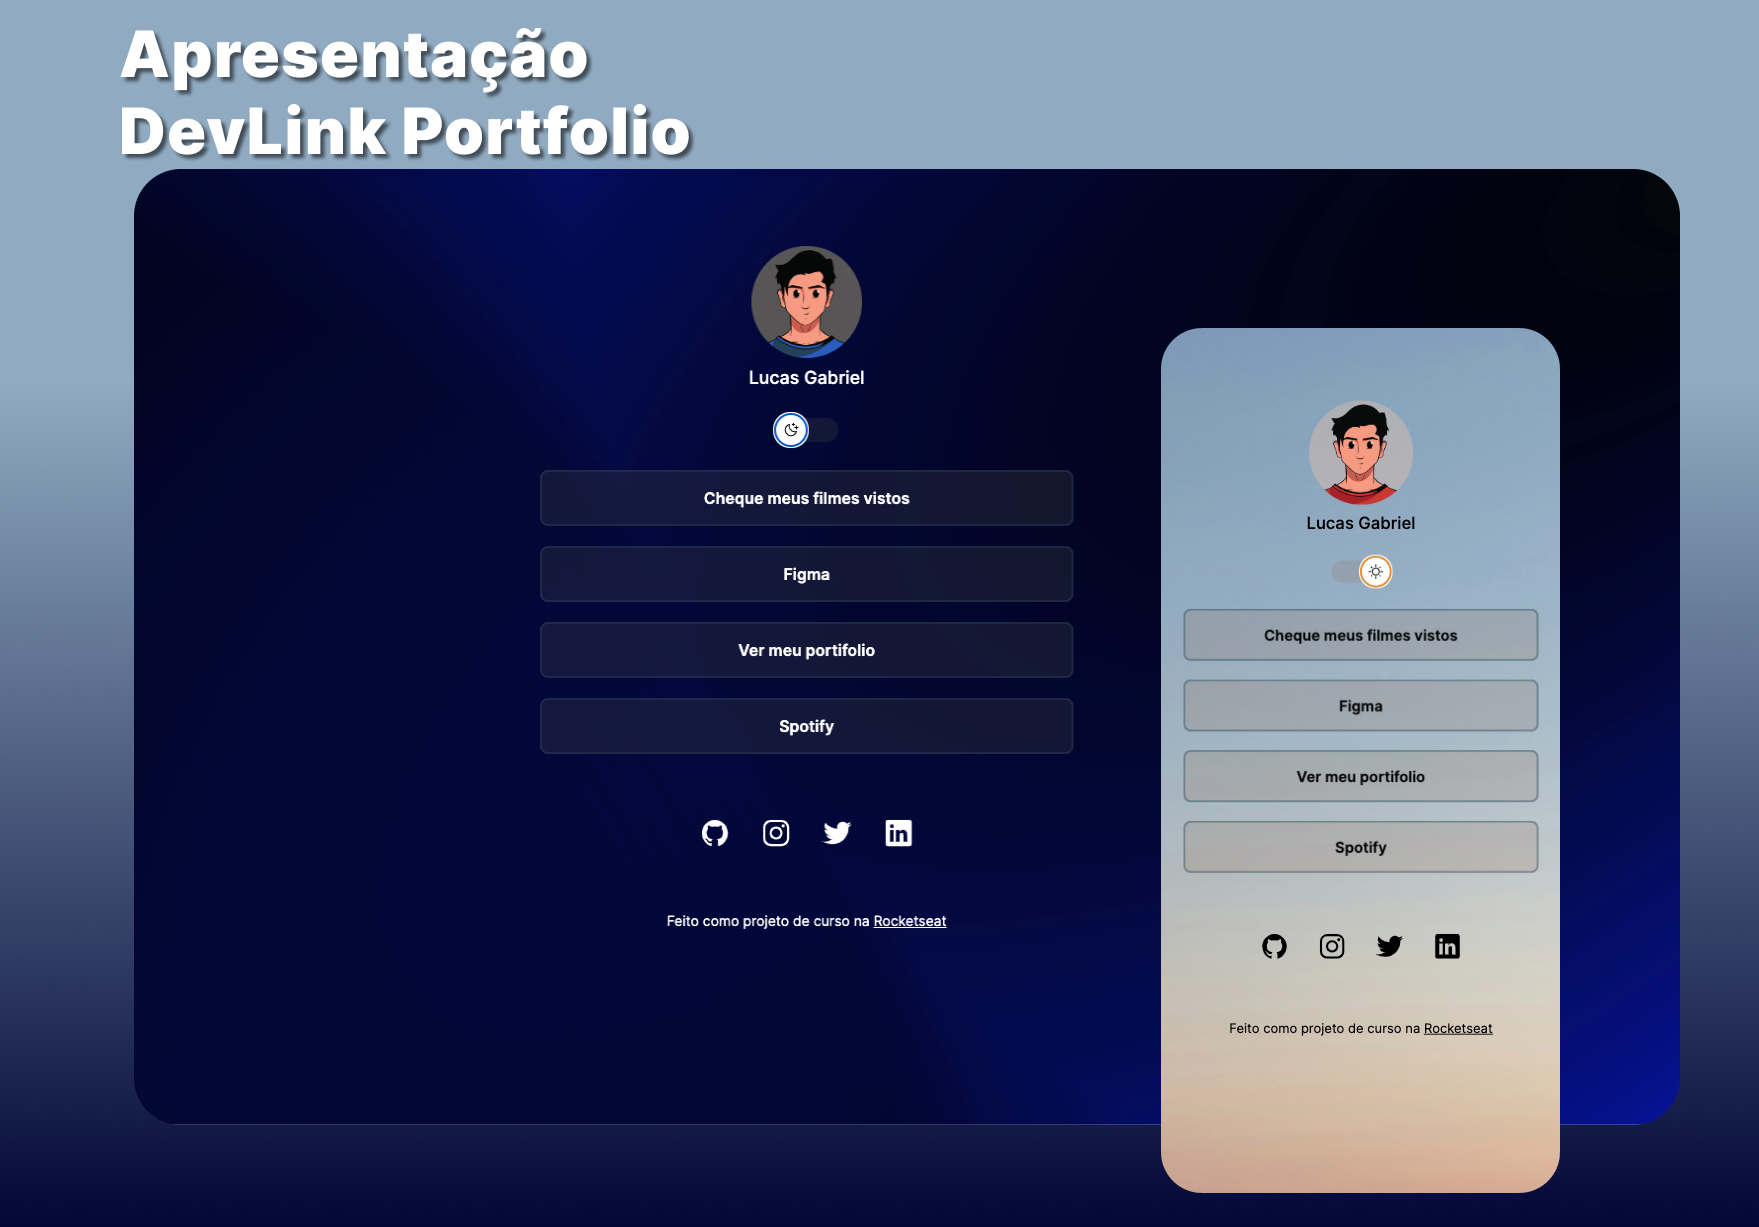 Apresentação
DevLink Portfolio
Lucas Gabriel
Cheque meus filmes vistos
Figma
Ver meu portifolio
Spotify
in
Feito como projeto de curso na Rocketseat
Lucas Gabriel
Cheque meus filmes vistos
Figma
Ver meu portifolio
Spotify
in
Feito como projeto de curso na Rocketseat